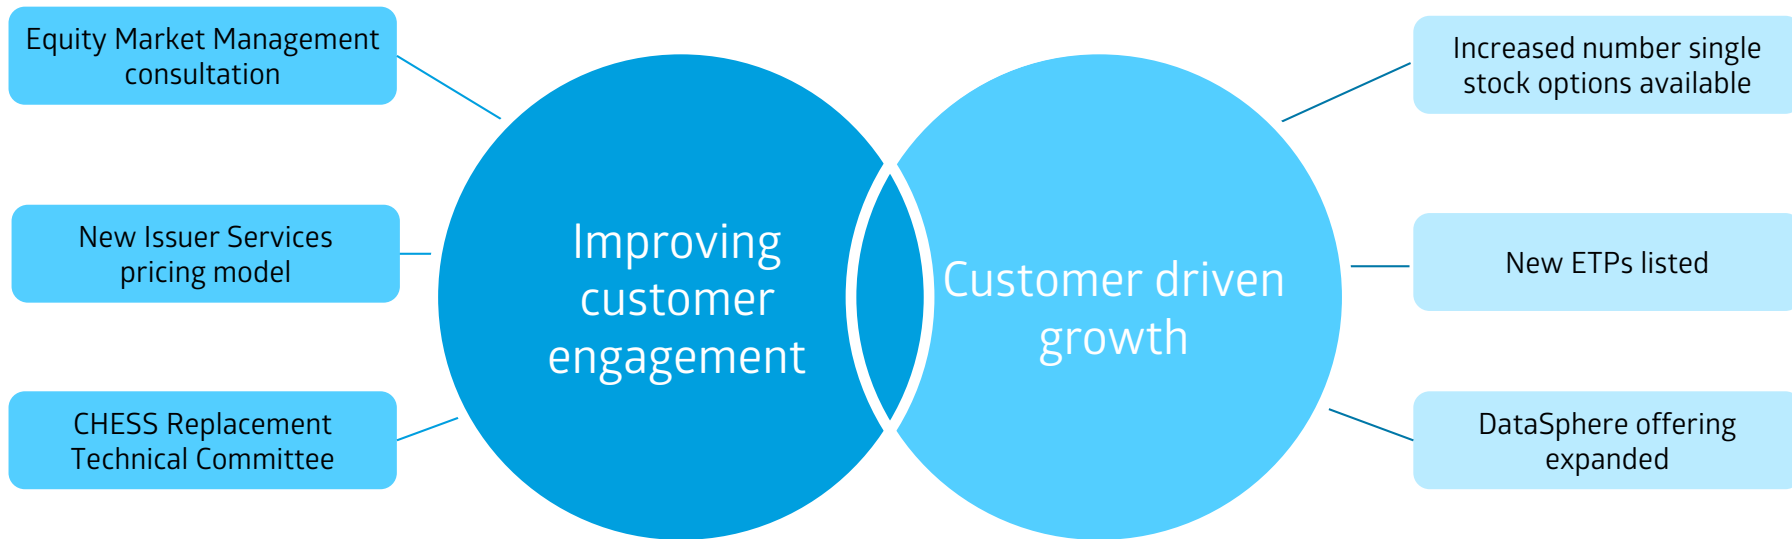 Equity Market Management
consultation
New Issuer Services
pricing model
CHESS Replacement
Technical Committee
Improving
customer
engagement
Customer driven
growth
Increased number single
stock options available
New ETPs listed
DataSphere offering
expanded